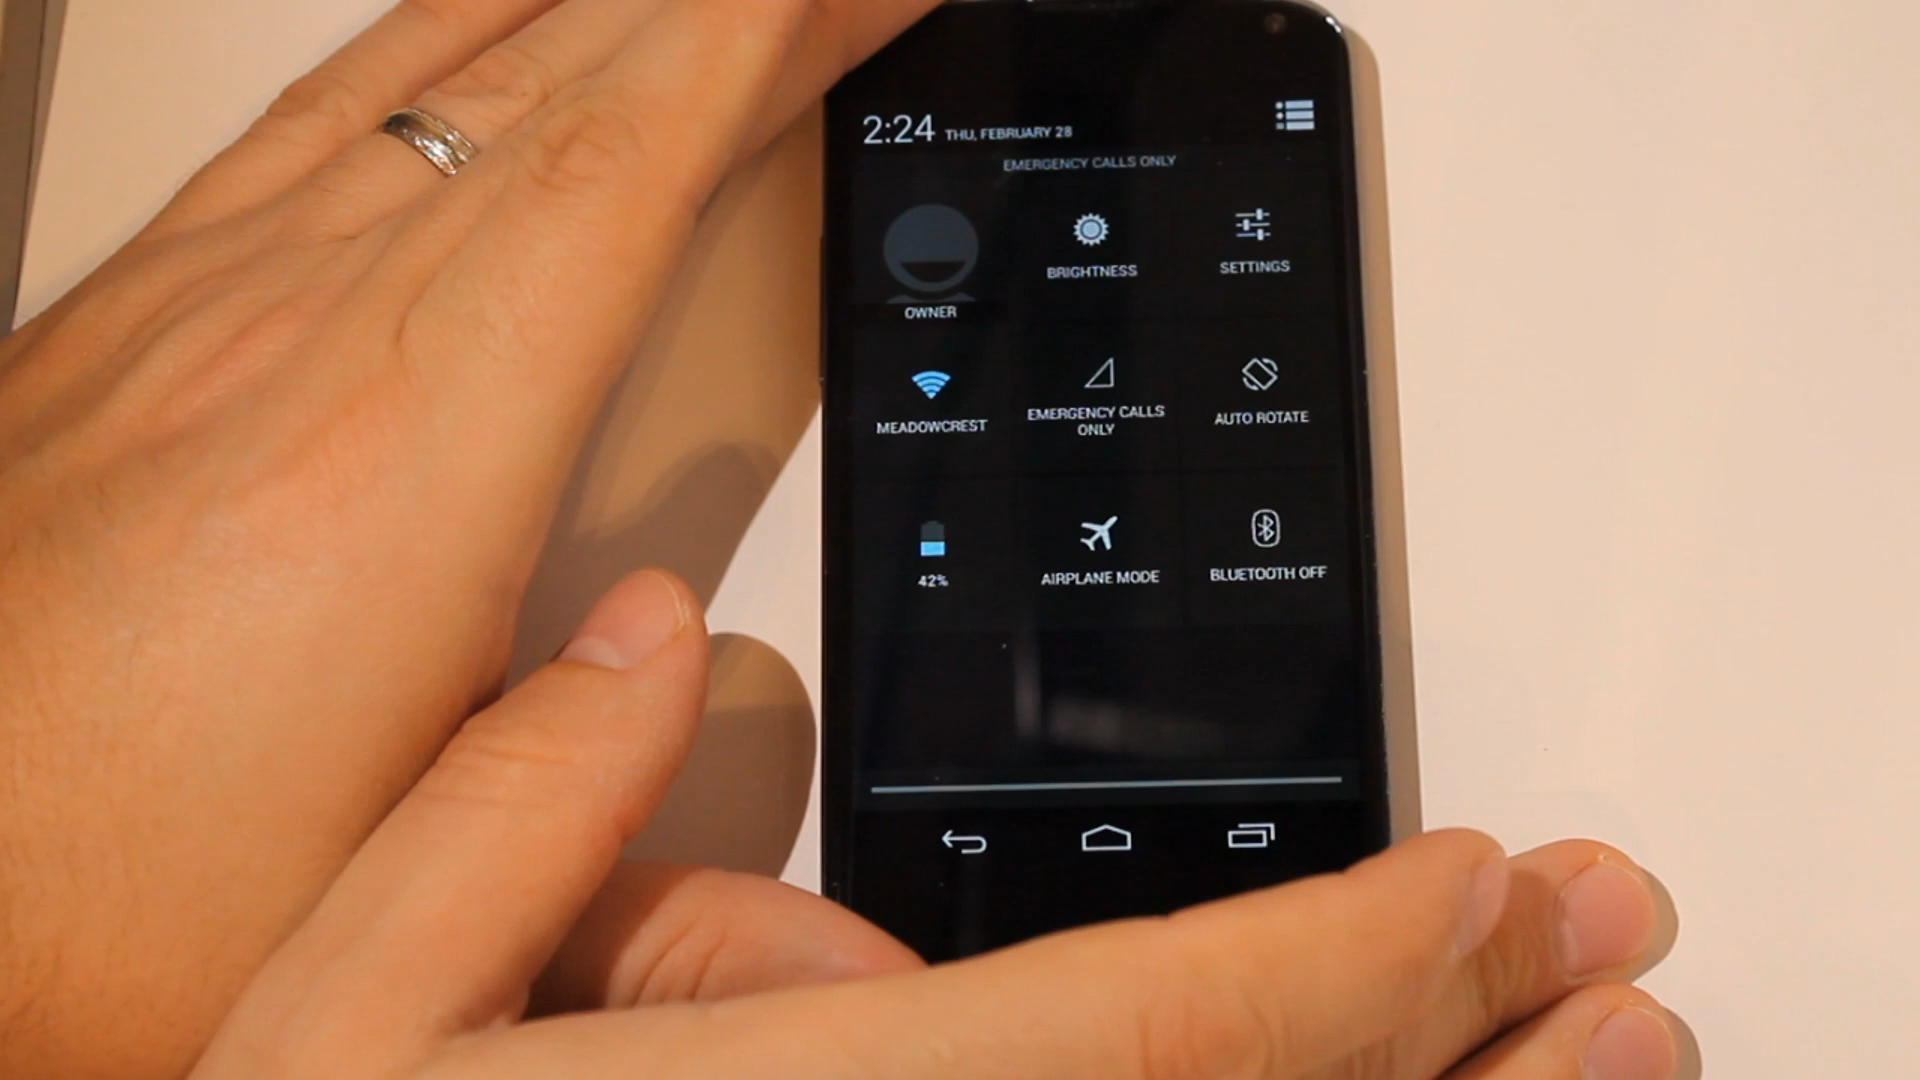 2:24 THU, FEBRUARY 28
EMERGENCY CALLS ONLY
OWNER
BRIGHTNESS
SETTINGS
MEADOWCREST
EMERGENCY CALLS
ONLY
AUTO ROTATE
42%
AIRPLANE MODE
BLUETOOTH OFF